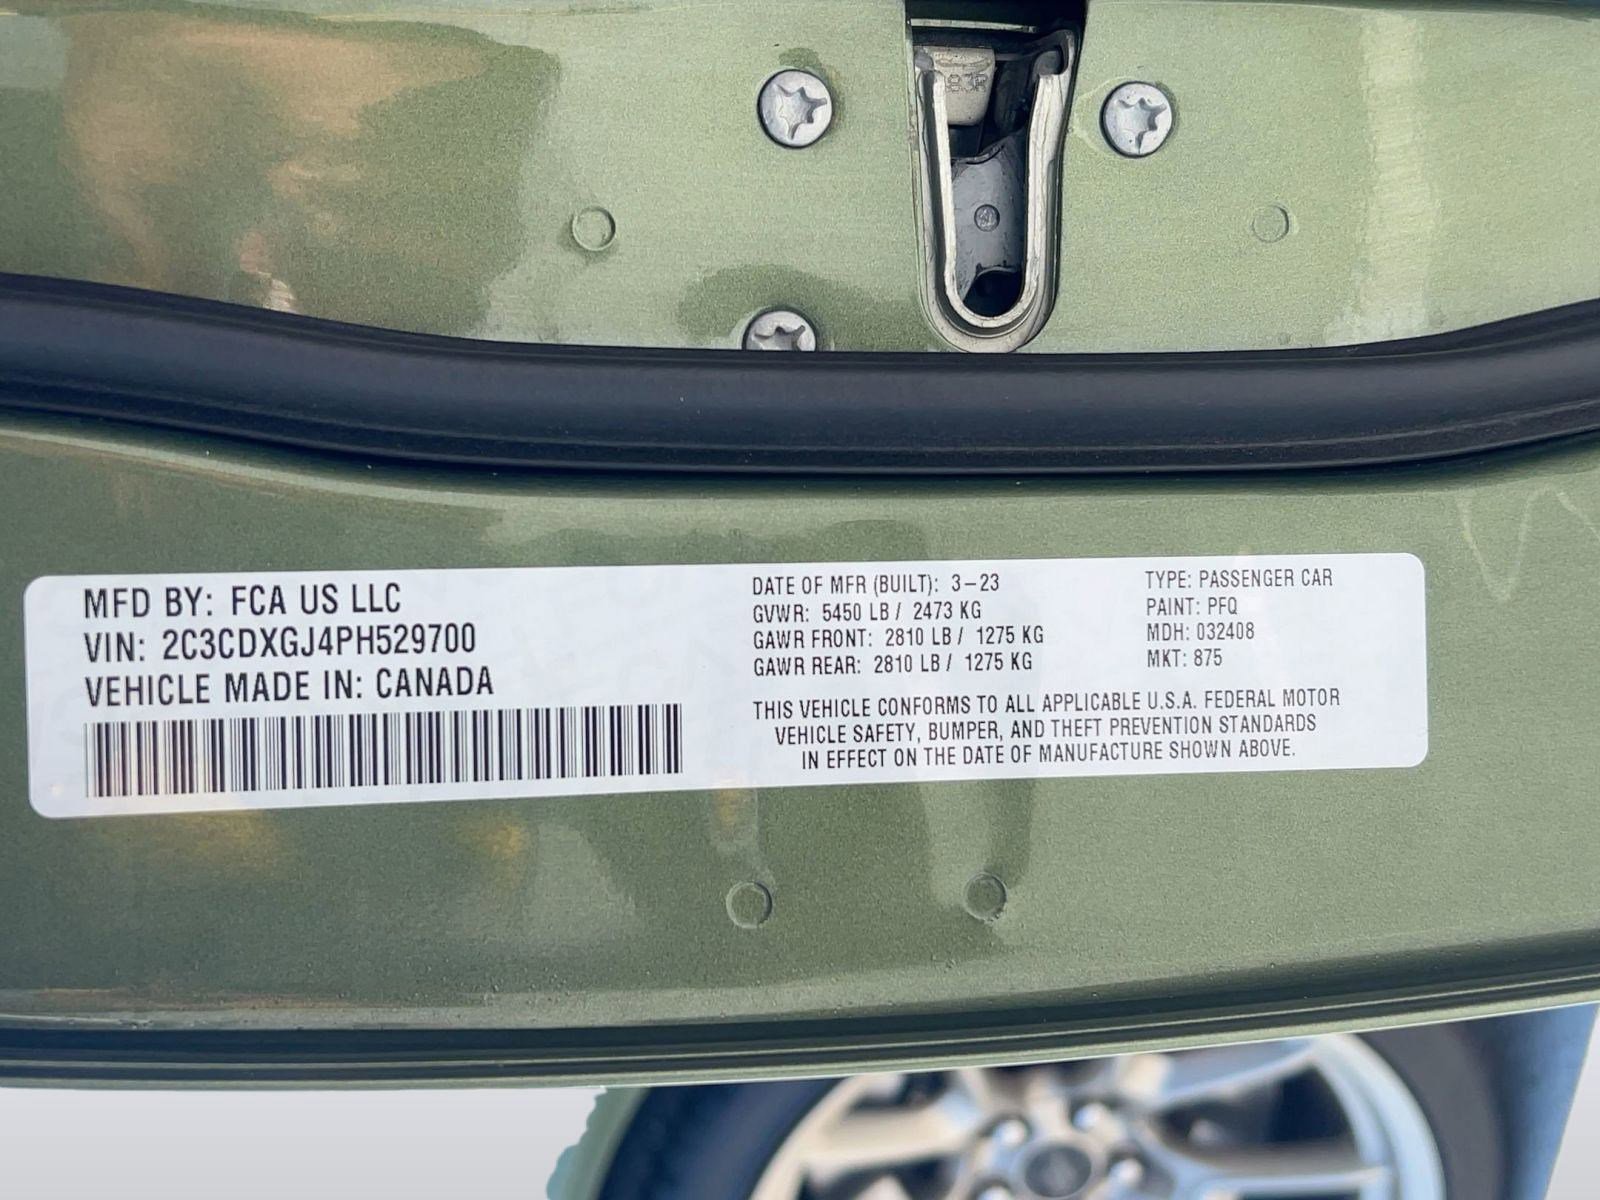 83R
MFD BY: FCA US LLC
VIN: 2C3CDXGJ4PH529700
VEHICLE MADE IN: CANADA
DATE OF MFR (BUILT): 3-23
GVWR: 5450 LB / 2473 KG
GAWR FRONT: 2810 LB / 1275 KG
GAWR REAR: 2810 LB / 1275 KG
TYPE: PASSENGER CAR
PAINT: PFQ
MDH: 032408
MKT: 875
THIS VEHICLE CONFORMS TO ALL APPLICABLE U.S.A. FEDERAL MOTOR
VEHICLE SAFETY, BUMPER, AND THEFT PREVENTION STANDARDS
IN EFFECT ON THE DATE OF MANUFACTURE SHOWN ABOVE.